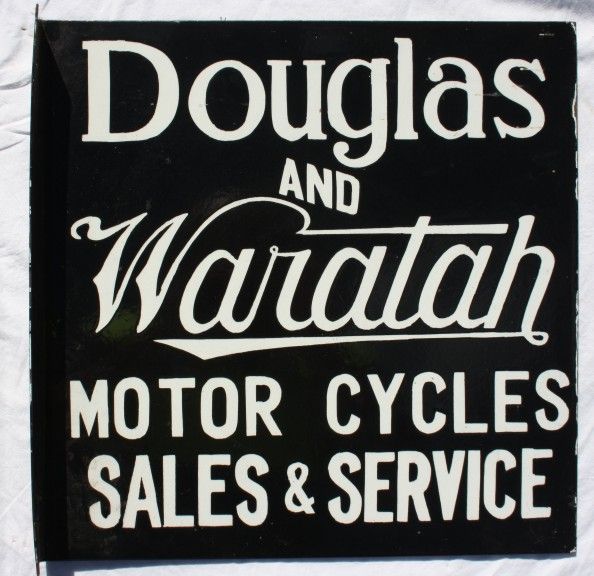 Douglas
AND
Waratah
MOTOR CYCLES
SALES & SERVICE